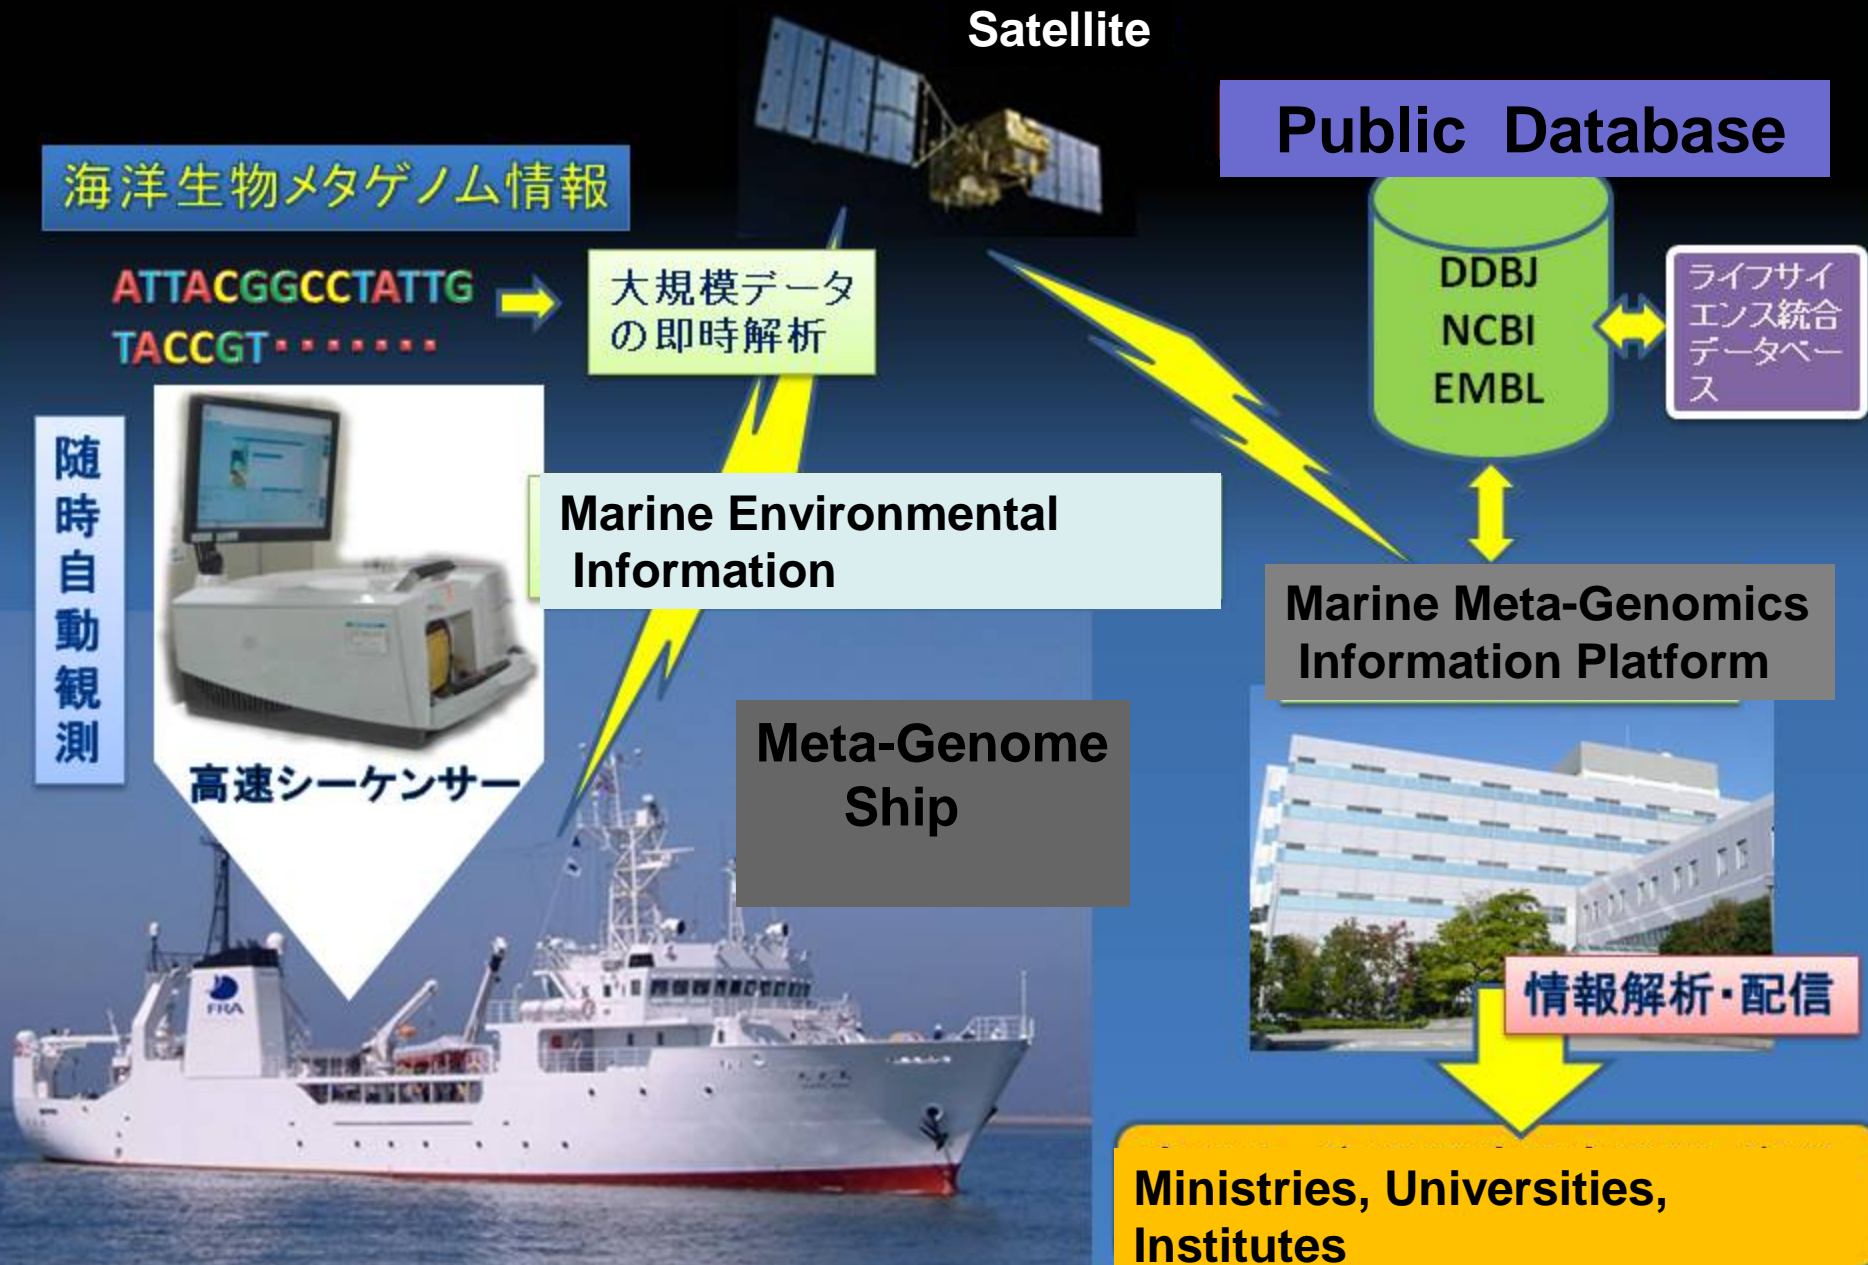 Satellite
Public Database
海洋生物メタゲノム情報
ATTACGGCCTATTG
TACCGT・・・・・・・
大規模データ
の即時解析
DDBJ
NCBI
EMBL
ライフサイ
エンス統合
データベー
ス
随
時
自
動
観
測
高速シーケンサー
Marine Environmental
Information
Marine Meta-Genomics
Information Platform
Meta-Genome
Ship
FRA
情報解析・配信
Ministries, Universities,
Institutes